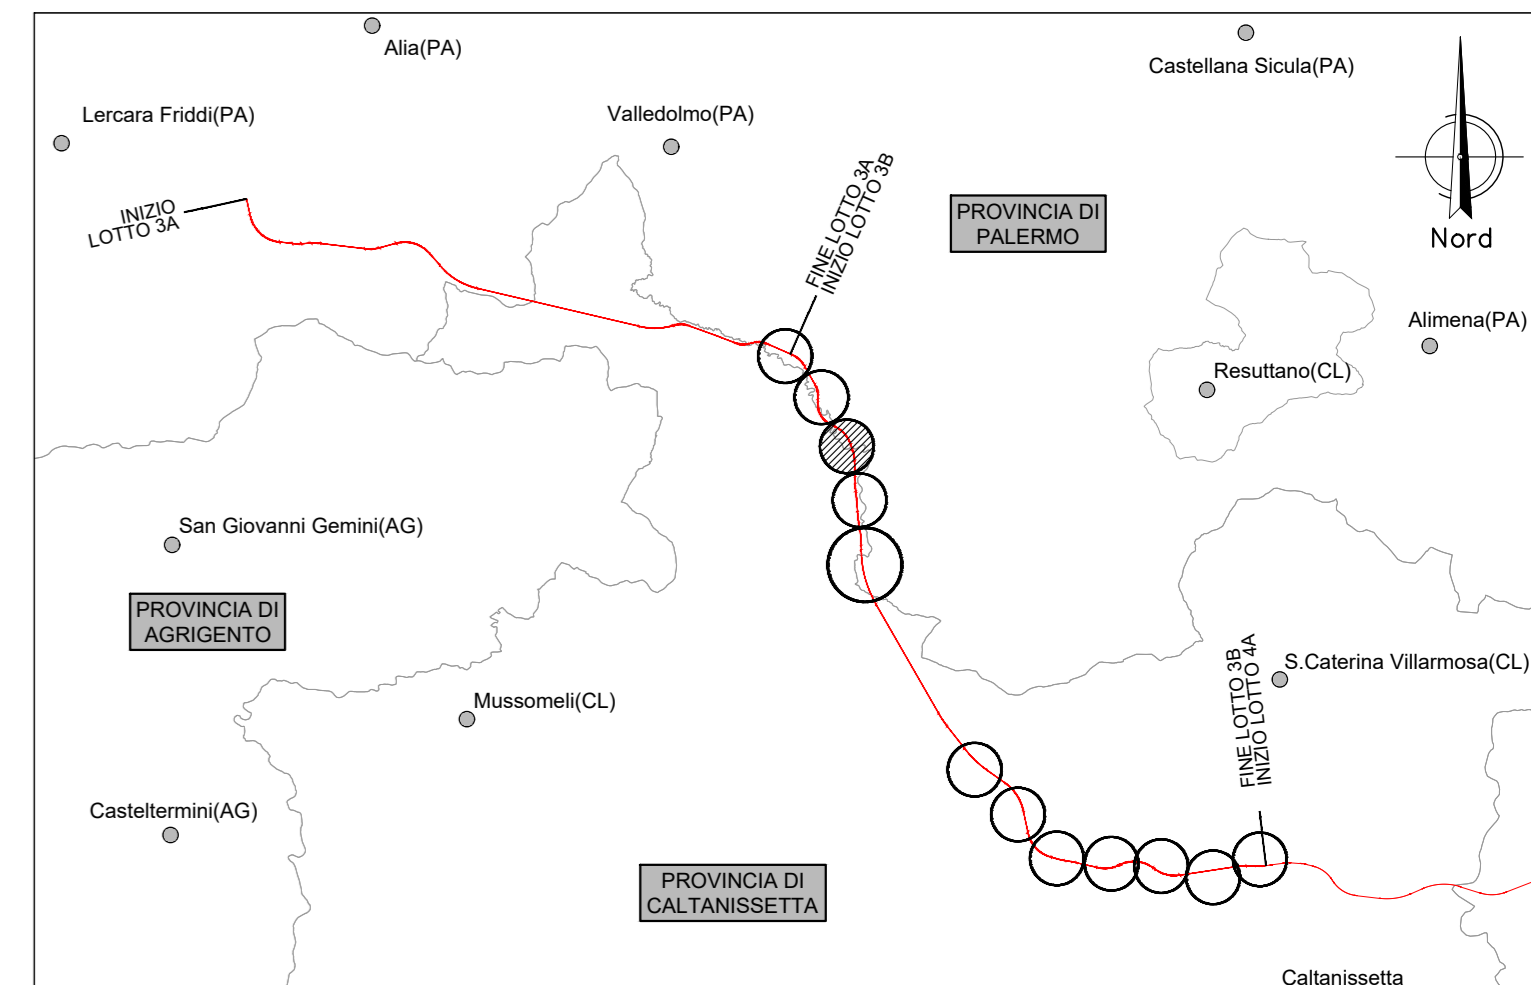 Alia(PA)
Castellana Sicula(PA)
Lercara Friddi(PA)
Valledolmo(PA)
INIZIO
LOTTO 3A
FINE LOTTO 3A
INIZIO LOTTO 3B
PROVINCIA DI
PALERMO
Nord
Alimena(PA)
Resuttano(CL)
San Giovanni Gemini(AG)
PROVINCIA DI
AGRIGENTO
FINE LOTTO 3B
INIZIO LOTTO 4A
S.Caterina Villarmosa(CL)
Mussomeli(CL)
Casteltermini(AG)
PROVINCIA DI
CALTANISSETTA
Caltanissetta